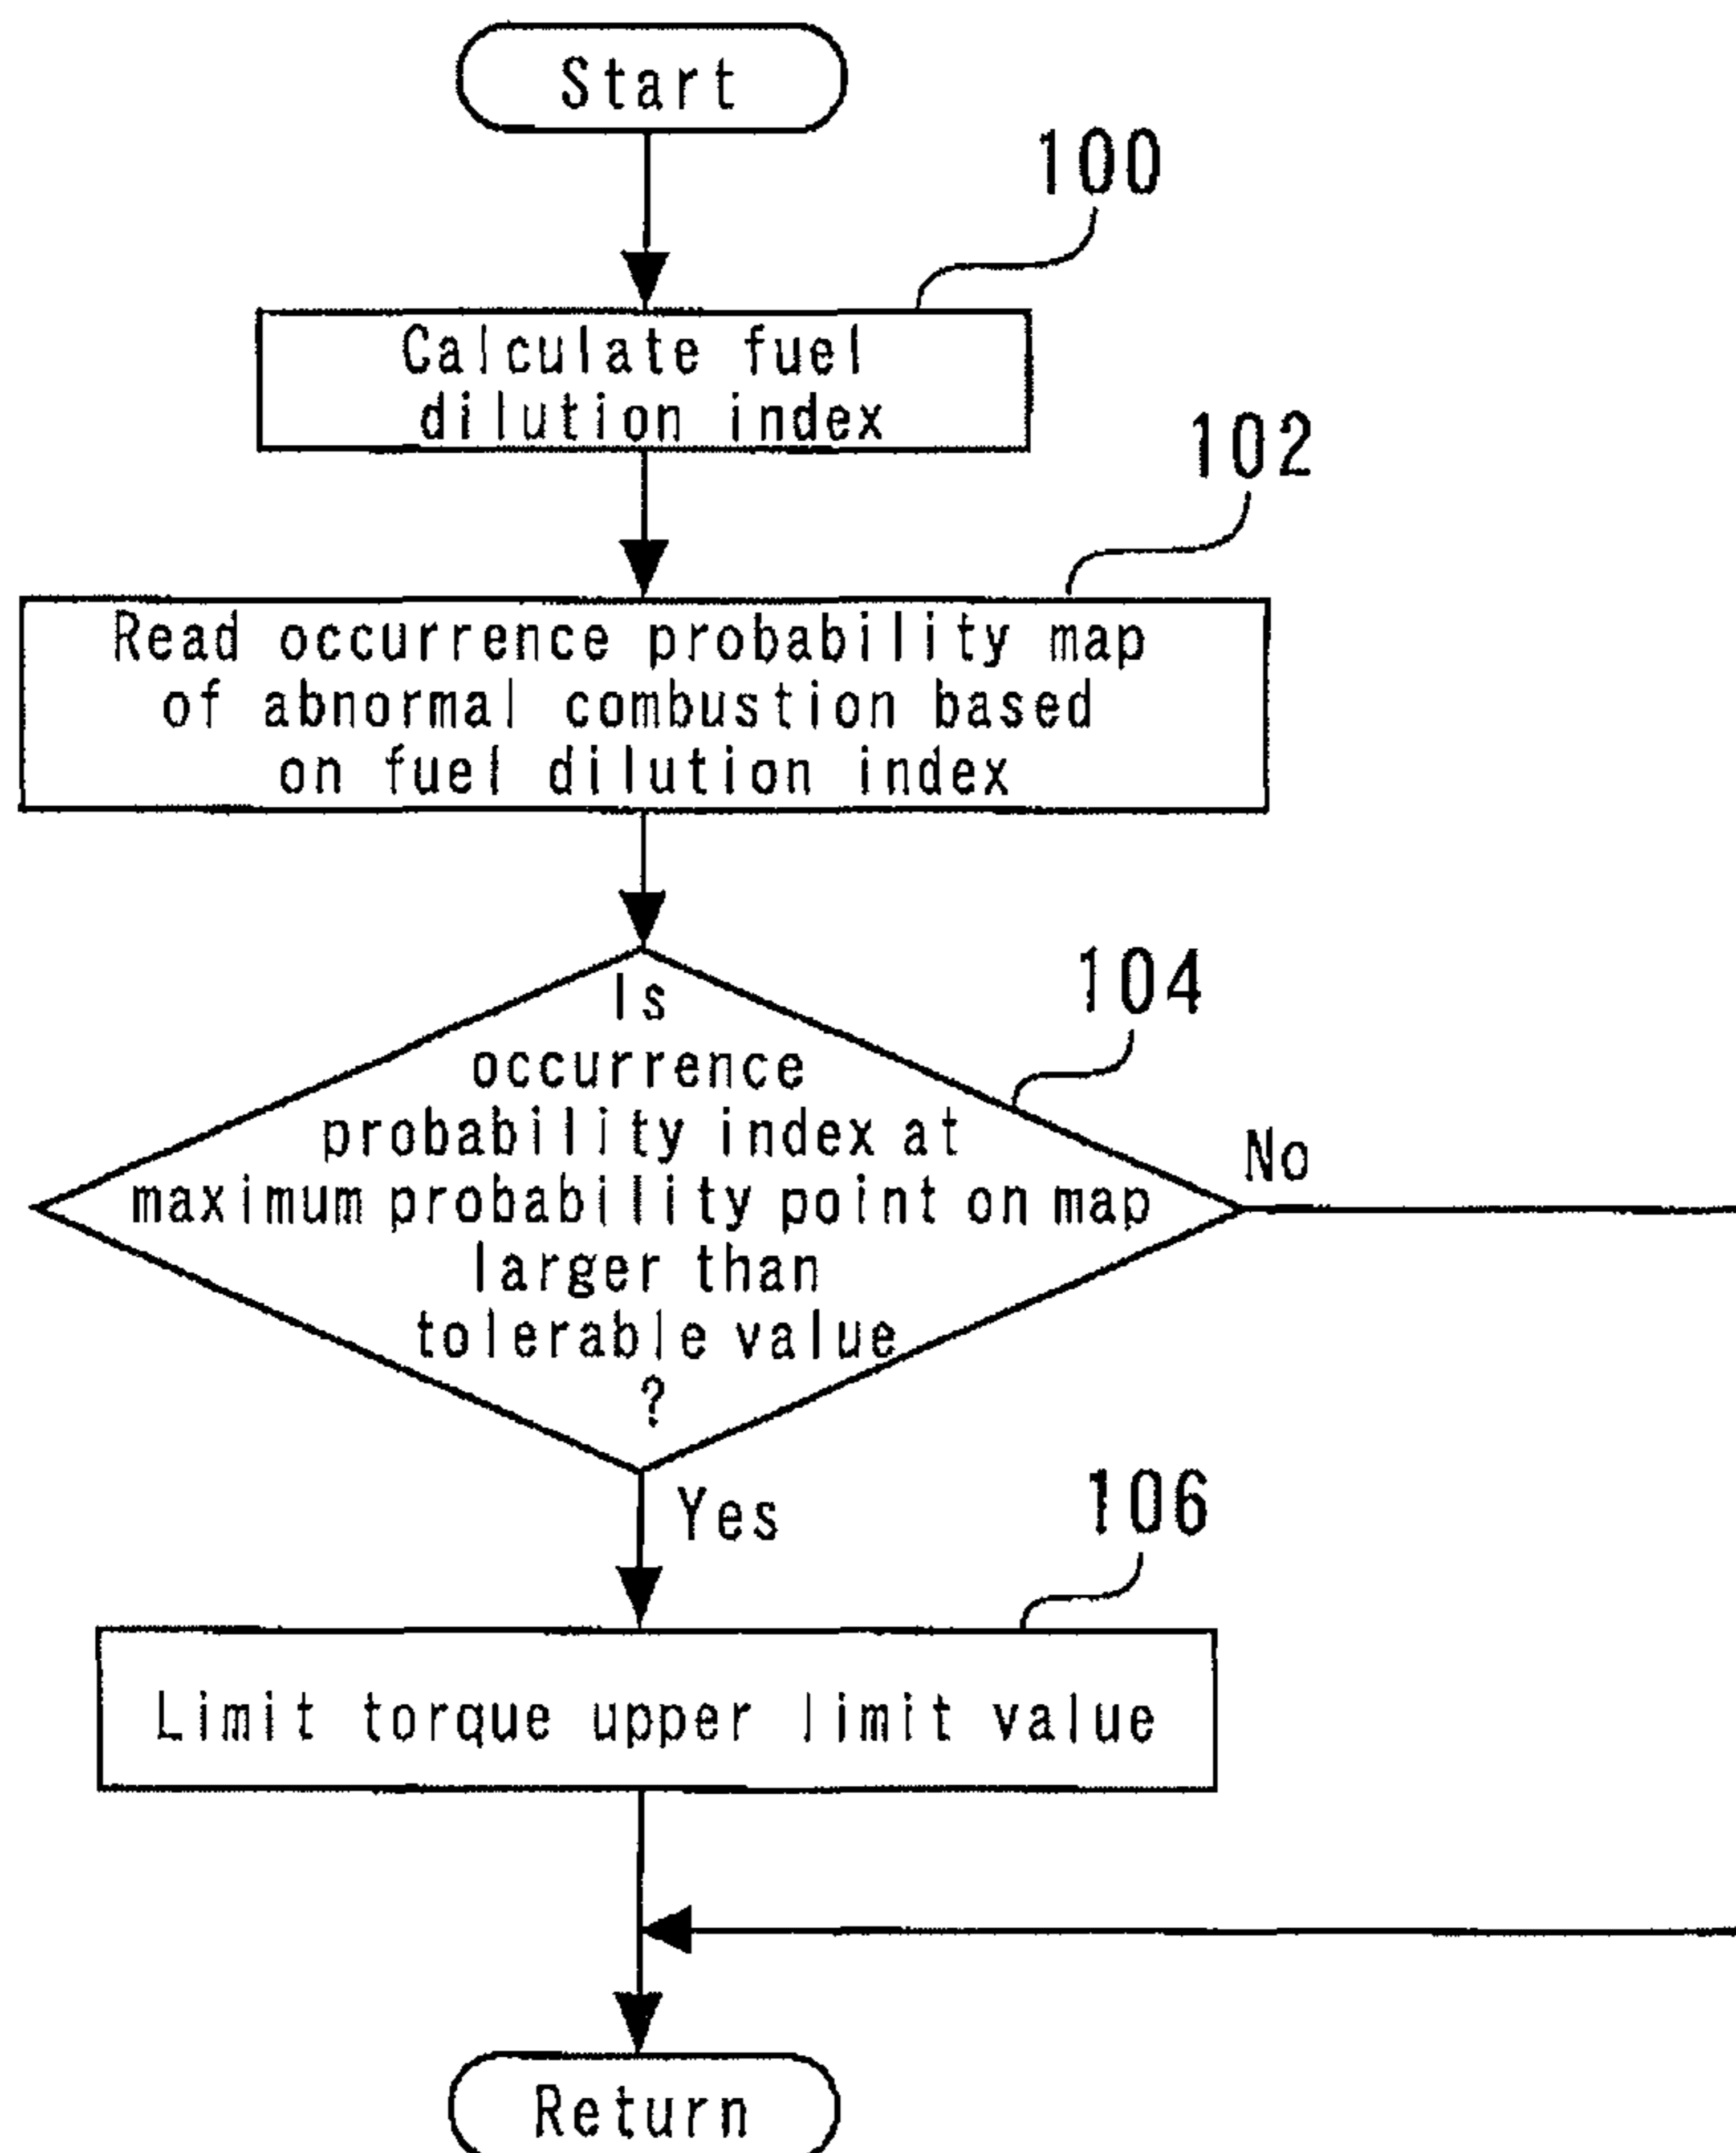 Start
100
Calculate fuel
dilution index
102
Read occurrence probability map
of abnormal combustion based
on fuel dilution index
104
Is
occurrence
probability index at
maximum probability point on map
larger than
tolerable value
?
No
Yes
106
Limit torque upper limit value
Return